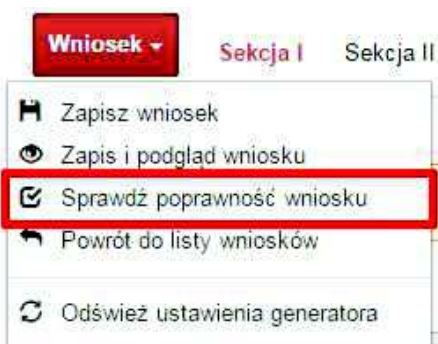 Wniosek Sekcja I Sekcja II
Zapisz wniosek
Zapis i podgląd wniosku
Sprawdź poprawność wniosku
Powrót do listy wniosków
Odśwież ustawienia generatora